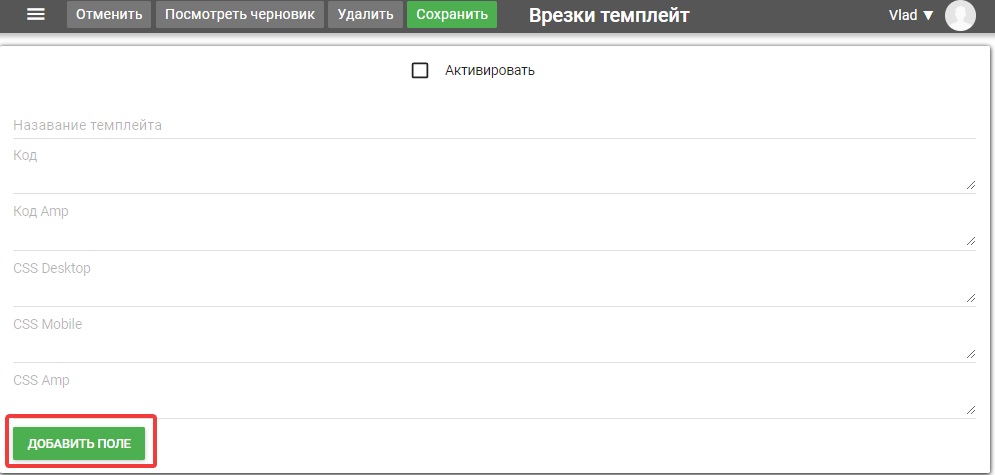 Отменить Посмотреть черновик Удалить Сохранить Врезки темплейт Vlad ▼
Активировать
Назавание темплейта
Код
Код Amp
CSS Desktop
CSS Mobile
CSS Amp
ДОБАВИТЬ ПОЛЕ